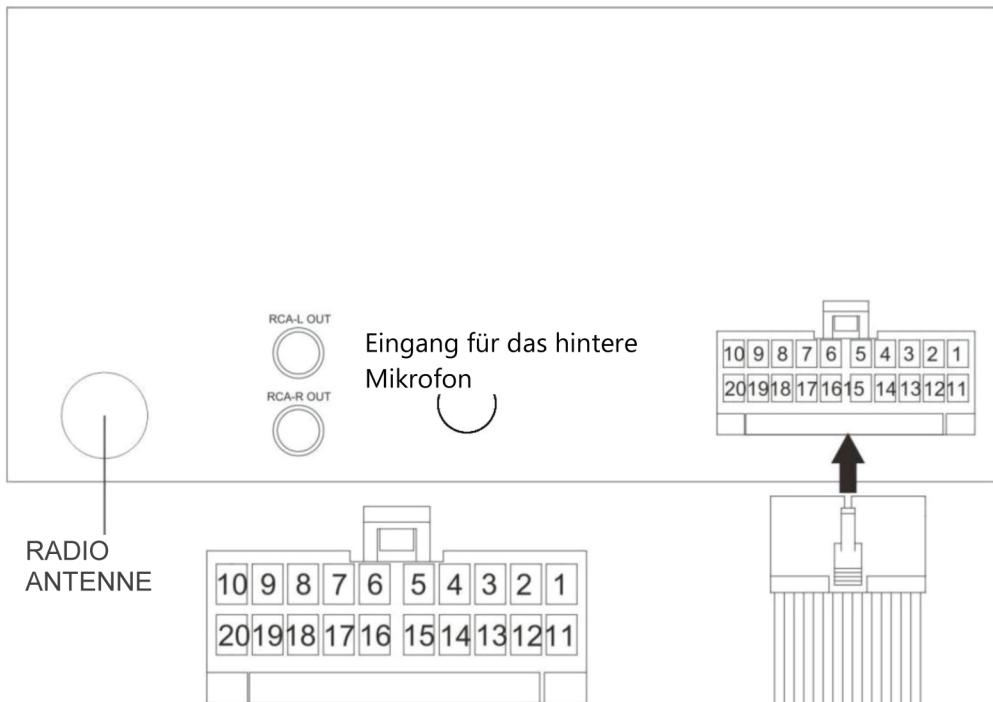 RCA-L OUT
Eingang für das hintere
Mikrofon
RCA-R OUT
10 9 8 7 6 5 4 3 2 1
20 19 18 17 16 15 14 13 12 11
RADIO
ANTENNE
10 9 8 7 6 5 4 3 2 1
20 19 18 17 16 15 14 13 12 11